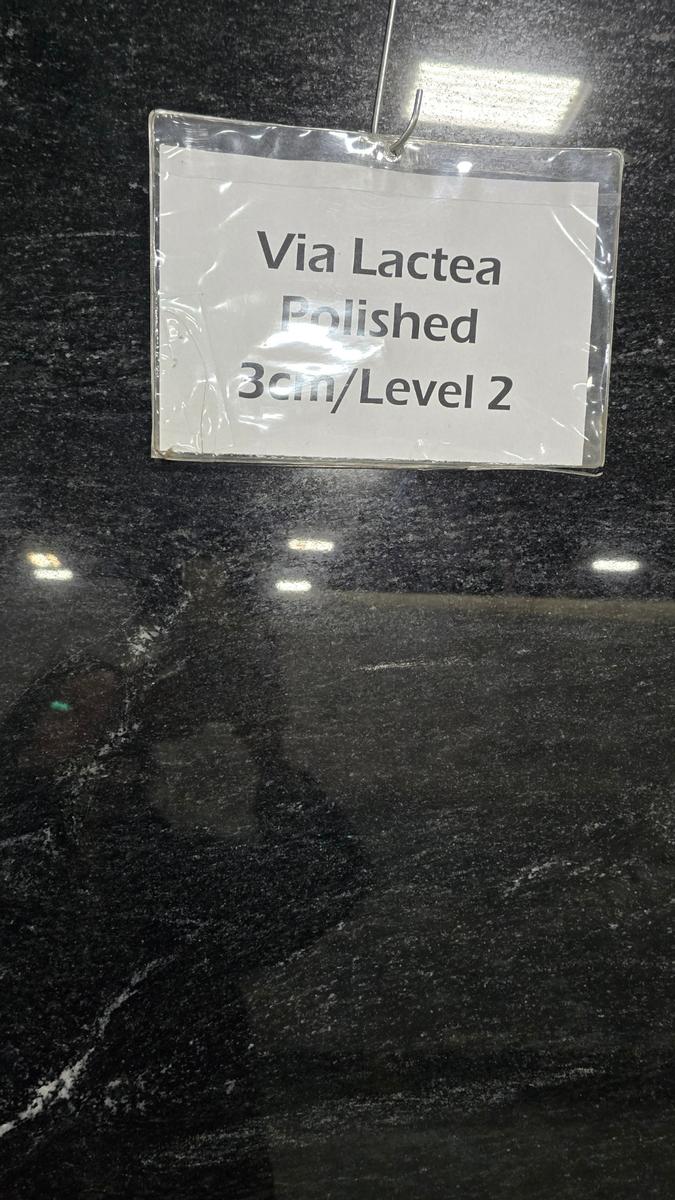 Via Lactea
Polished
3cm/Level 2